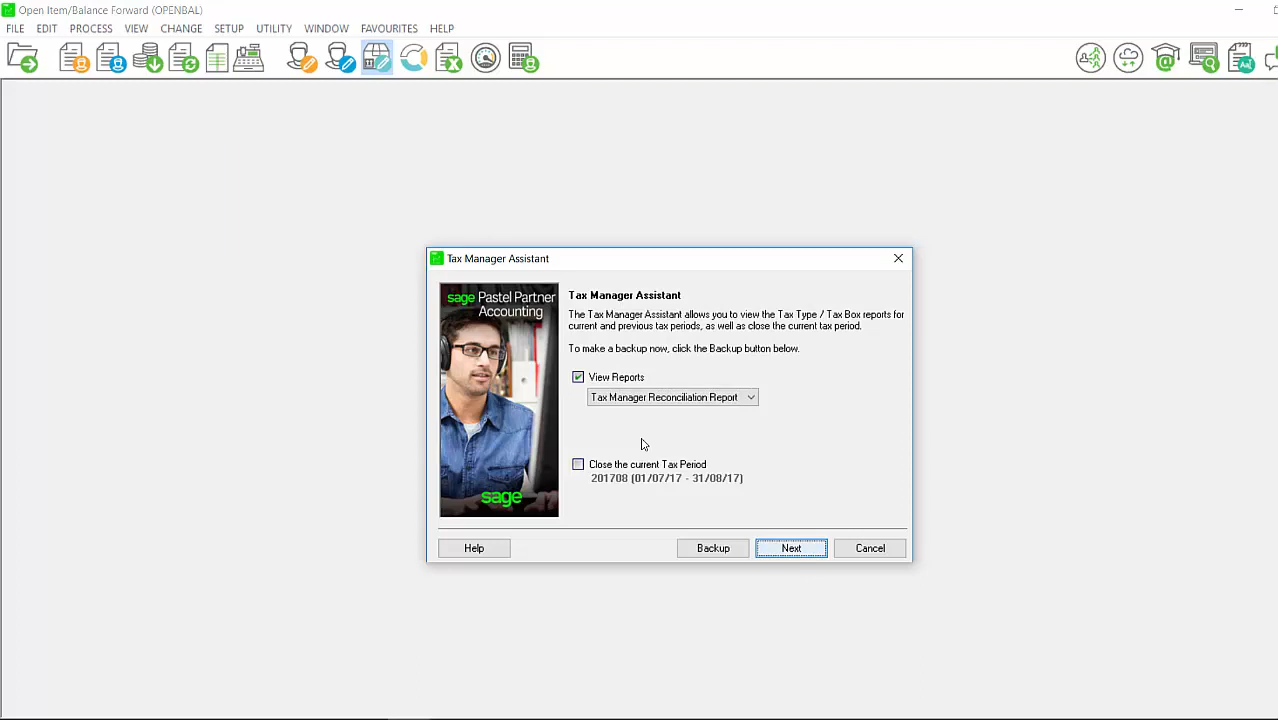 Open Item/Balance Forward (OPENBAL)
FILE EDIT PROCESS VIEW CHANGE SETUP UTILITY WINDOW FAVOURITES HELP
Tax Manager Assistant
sage Pastel Partner
Accounting
sage
Tax Manager Assistant
The Tax Manager Assistant allows you to view the Tax Type / Tax Box reports for
current and previous tax periods, as well as close the current tax period.
To make a backup now, click the Backup button below.
View Reports
Tax Manager Reconciliation Report
Close the current Tax Period
201708 (01/07/17 - 31/08/17)
Help Backup Next Cancel